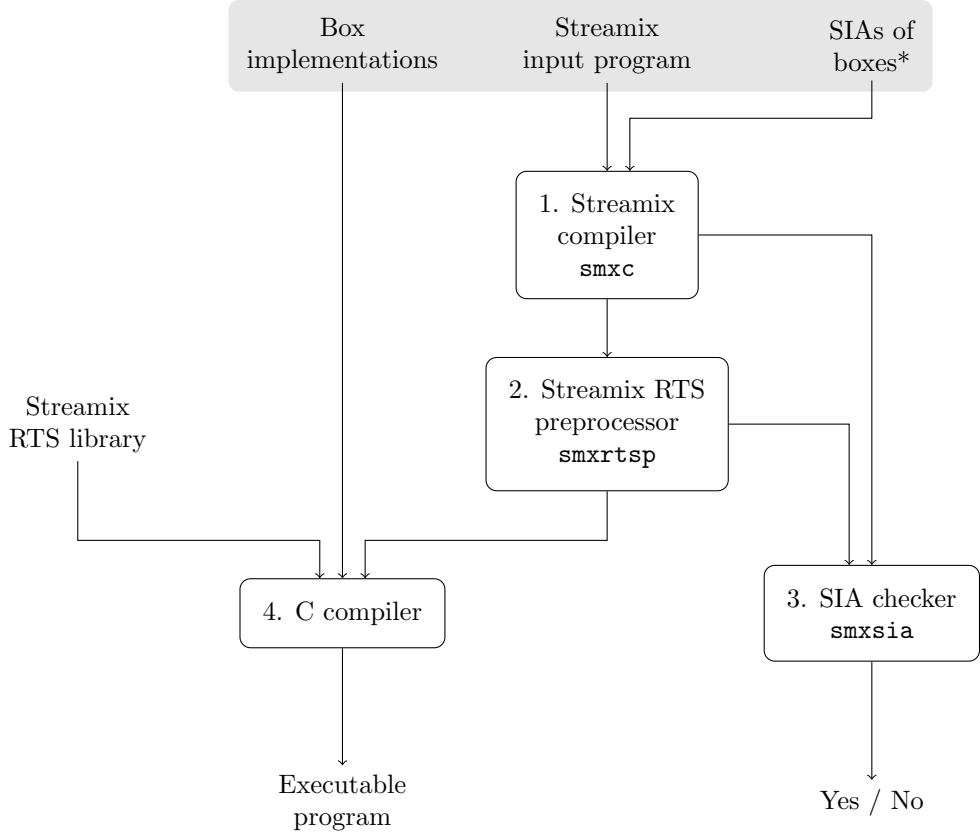 Box
implementations
Streamix
input program
SIAs of
boxes*
1. Streamix
compiler
smxc
2. Streamix RTS
preprocessor
smxrtsp
Streamix
RTS library
4. C compiler
3. SIA checker
smxsia
Executable
program
Yes / No